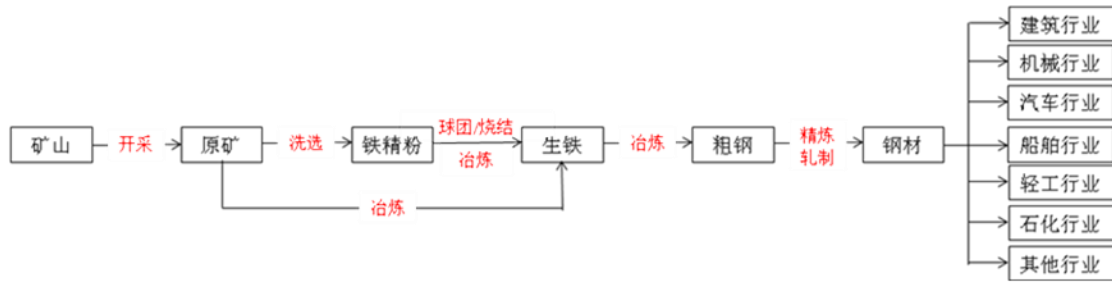 建筑行业
机械行业
汽车行业
矿山
开采
原矿
洗选
铁精粉
球团/烧结
冶炼
生铁
冶炼
粗钢
精炼
轧制
钢材
船舶行业
轻工行业
冶炼
石化行业
其他行业